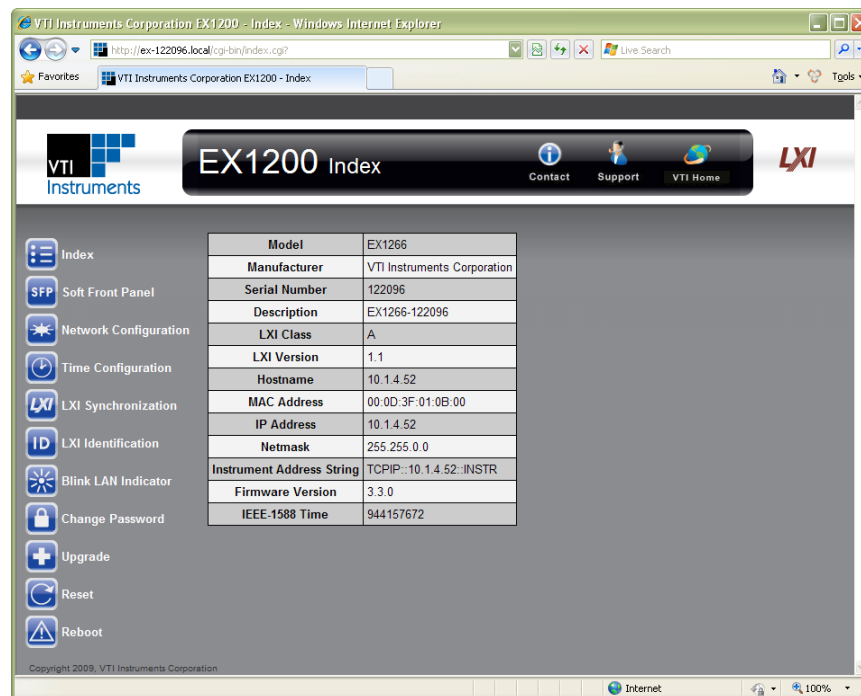 VTI Instruments Corporation EX1200 - Index - Windows Internet Explorer
http://ex-122096.local/cgi-bin/index.cgi?
Live Search
Favorites
VTI Instruments Corporation EX1200 - Index
Tools
VTI
Instruments
EX1200 Index
Contact
Support
VTI Home
LXI
Index
SFP Soft Front Panel
Network Configuration
Time Configuration
LXI LXI Synchronization
ID LXI Identification
Blink LAN Indicator
Change Password
Upgrade
Reset
Reboot
Model EX1266
Manufacturer VTI Instruments Corporation
Serial Number 122096
Description EX1266-122096
LXI Class A
LXI Version 1.1
Hostname 10.1.4.52
MAC Address 00:0D:3F:01:0B:00
IP Address 10.1.4.52
Netmask 255.255.0.0
Instrument Address String TCPIP::10.1.4.52::INSTR
Firmware Version 3.3.0
IEEE-1588 Time 944157672
Copyright 2009, VTI Instruments Corporation
Internet
100%